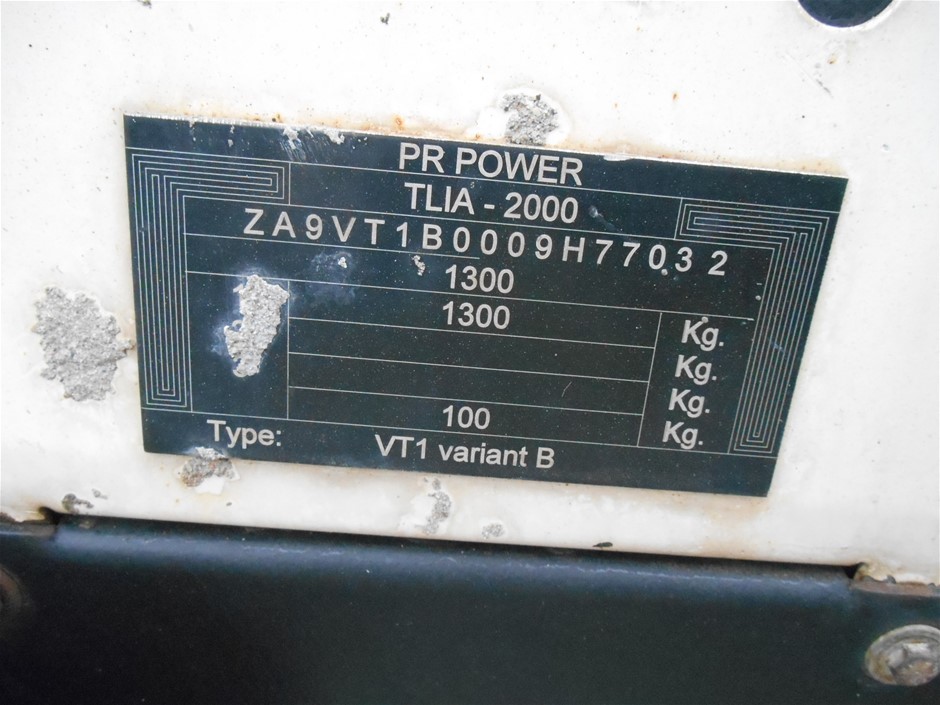 PR POWER
TLIA - 2000
ZA9VT1B0009H77032
1300
1300 Kg.
Kg.
Kg.
100 Kg.
Type: VT1 variant B